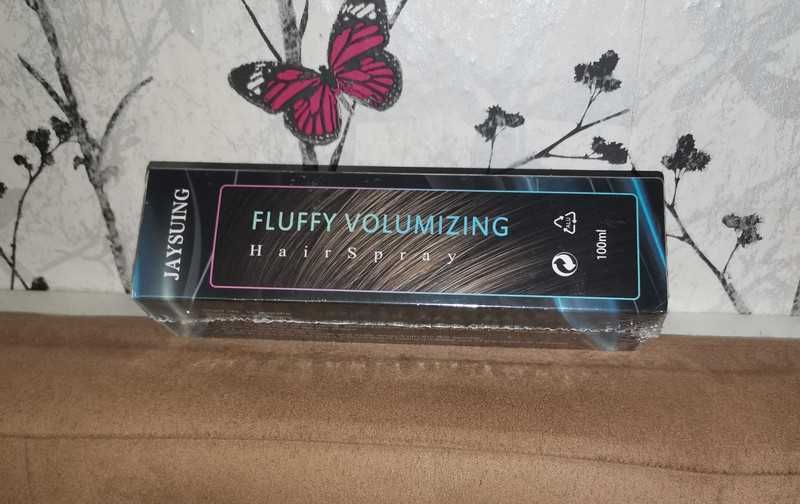 JAYSUING
FLUFFY VOLUMIZING
HairSpray
100ml